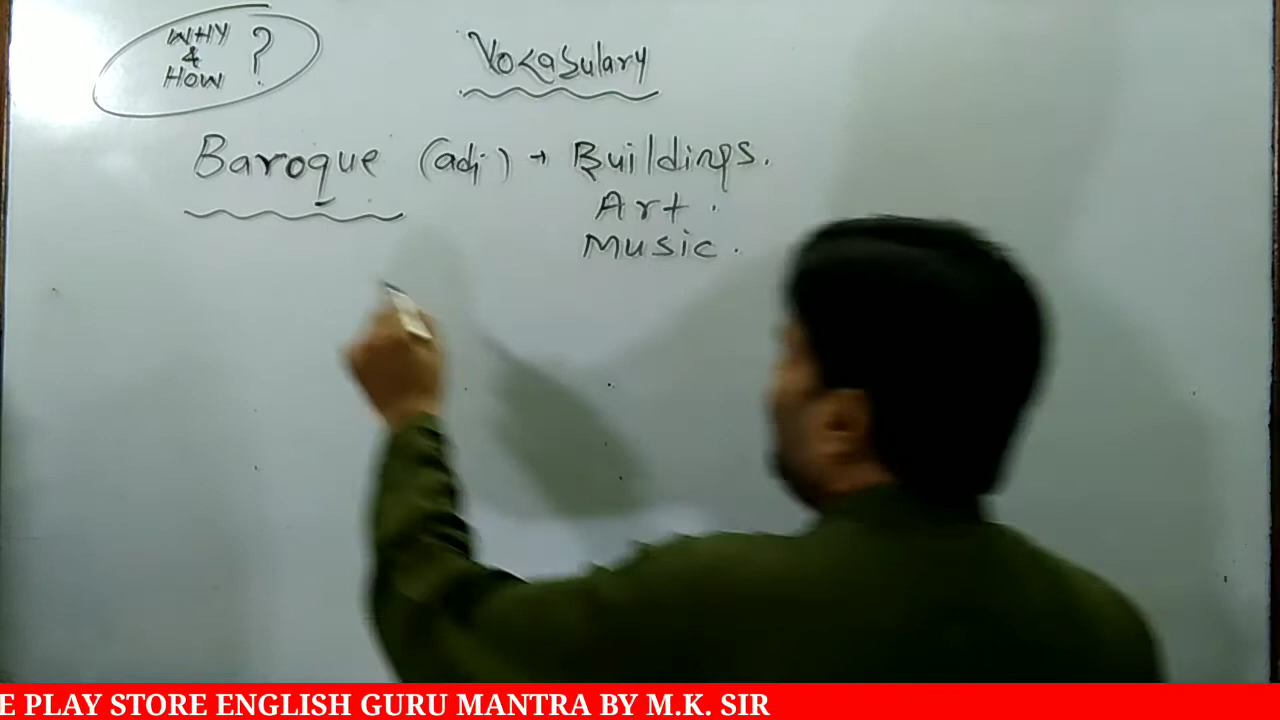 WHY
&
HOW ?
Vocabulary
Baroque (adj.) → Buildings.
Art.
Music.
E PLAY STORE ENGLISH GURU MANTRA BY M.K. SIR